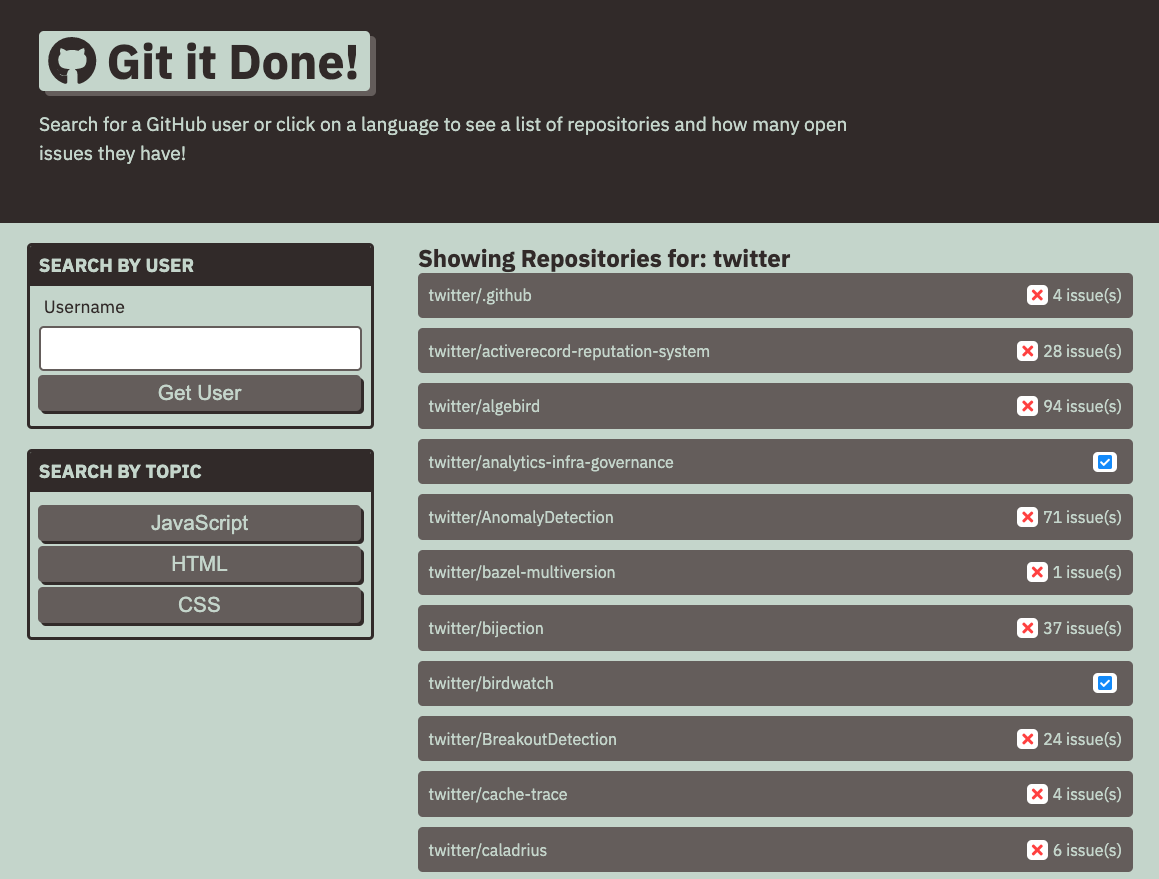 Git it Done!
Search for a GitHub user or click on a language to see a list of repositories and how many open
issues they have!
SEARCH BY USER
Username
Get User
SEARCH BY TOPIC
JavaScript
HTML
CSS
Showing Repositories for: twitter
twitter/.github 4 issue(s)
twitter/activerecord-reputation-system 28 issue(s)
twitter/algebird 94 issue(s)
twitter/analytics-infra-governance
twitter/AnomalyDetection 71 issue(s)
twitter/bazel-multiversion 1 issue(s)
twitter/bijection 37 issue(s)
twitter/birdwatch
twitter/BreakoutDetection 24 issue(s)
twitter/cache-trace 4 issue(s)
twitter/caladrius 6 issue(s)